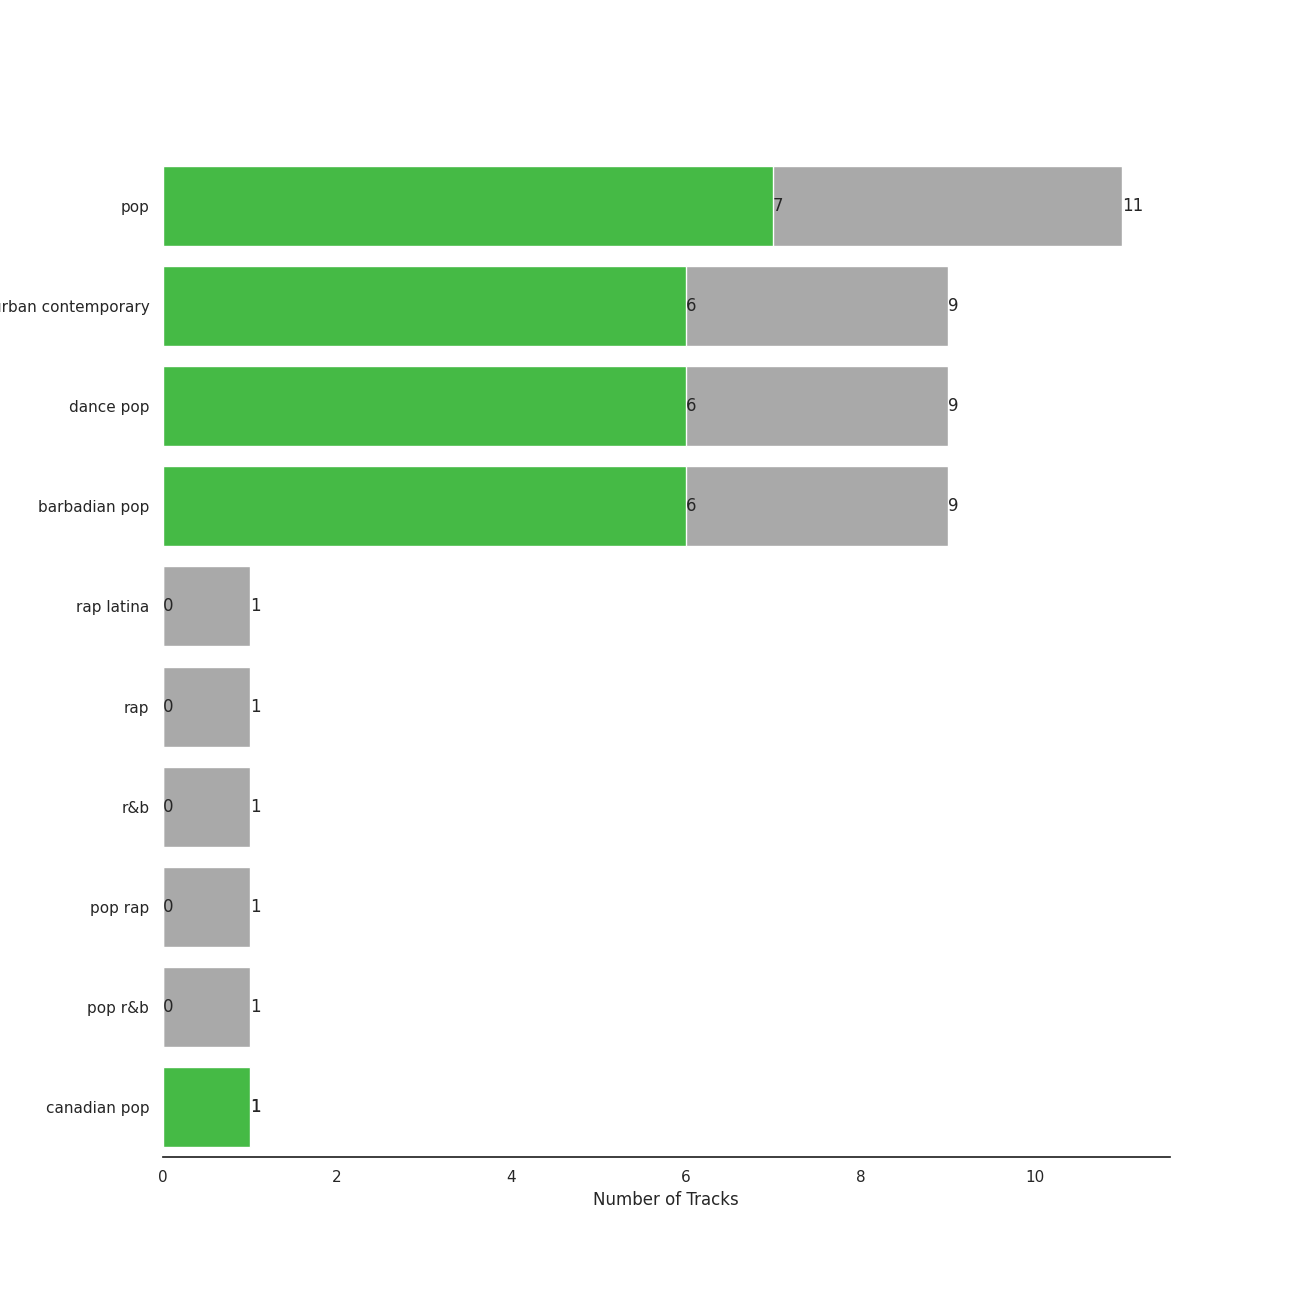 pop 7 11
rban contemporary 6 9
dance pop 6 9
barbadian pop 6 9
rap latina 0 1
rap 0 1
r&b 0 1
pop rap 0 1
pop r&b 0 1
canadian pop 1
0 2 4 6 8 10
Number of Tracks